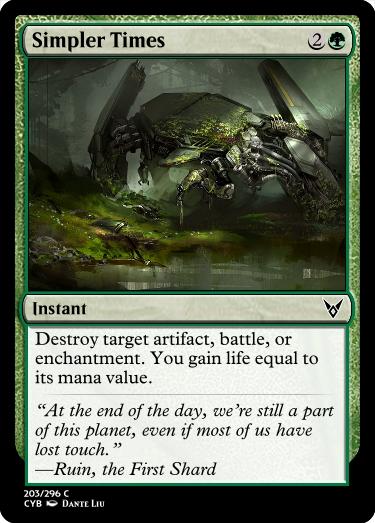 Simpler Times 2
Instant
Destroy target artifact, battle, or
enchantment. You gain life equal to
its mana value.
“At the end of the day, we’re still a part
of this planet, even if most of us have
lost touch.”
—Ruin, the First Shard
203/296 C
CYB Dante Liu